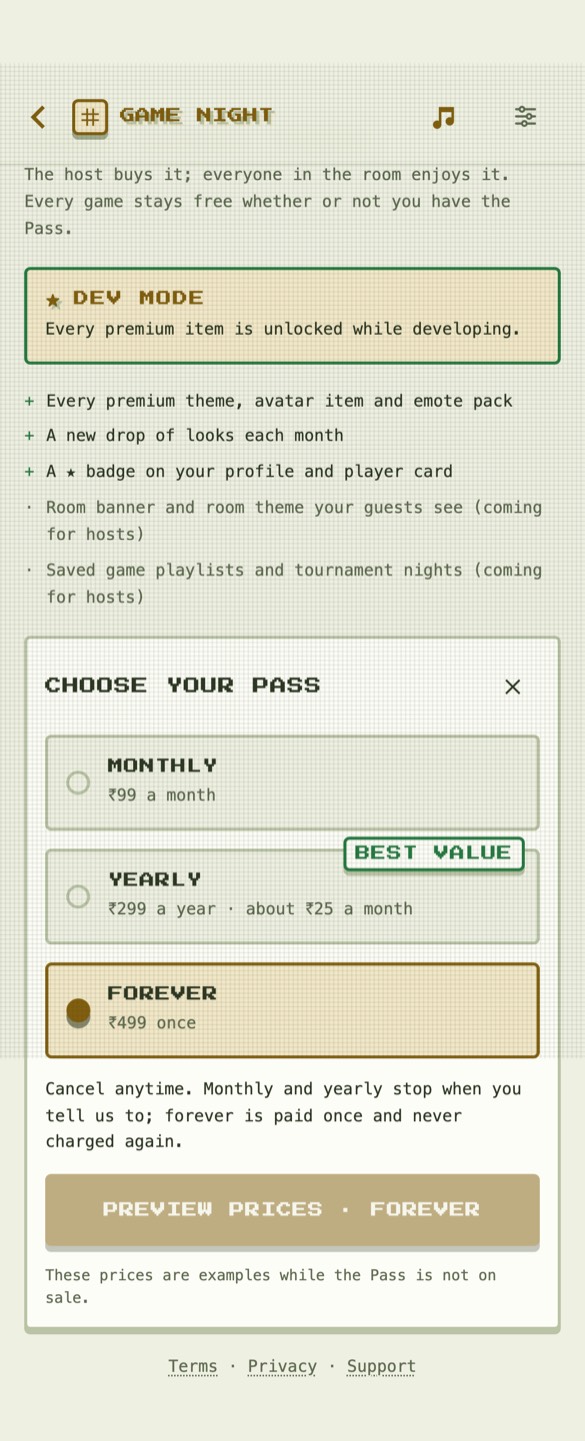 GAME NIGHT
The host buys it; everyone in the room enjoys it.
Every game stays free whether or not you have the
Pass.
★ DEV MODE
Every premium item is unlocked while developing.
+ Every premium theme, avatar item and emote pack
+ A new drop of looks each month
+ A ★ badge on your profile and player card
· Room banner and room theme your guests see (coming
for hosts)
· Saved game playlists and tournament nights (coming
for hosts)
CHOOSE YOUR PASS
MONTHLY
₹99 a month
BEST VALUE
YEARLY
₹299 a year · about ₹25 a month
FOREVER
₹499 once
Cancel anytime. Monthly and yearly stop when you
tell us to; forever is paid once and never
charged again.
PREVIEW PRICES · FOREVER
These prices are examples while the Pass is not on
sale.
Terms · Privacy · Support